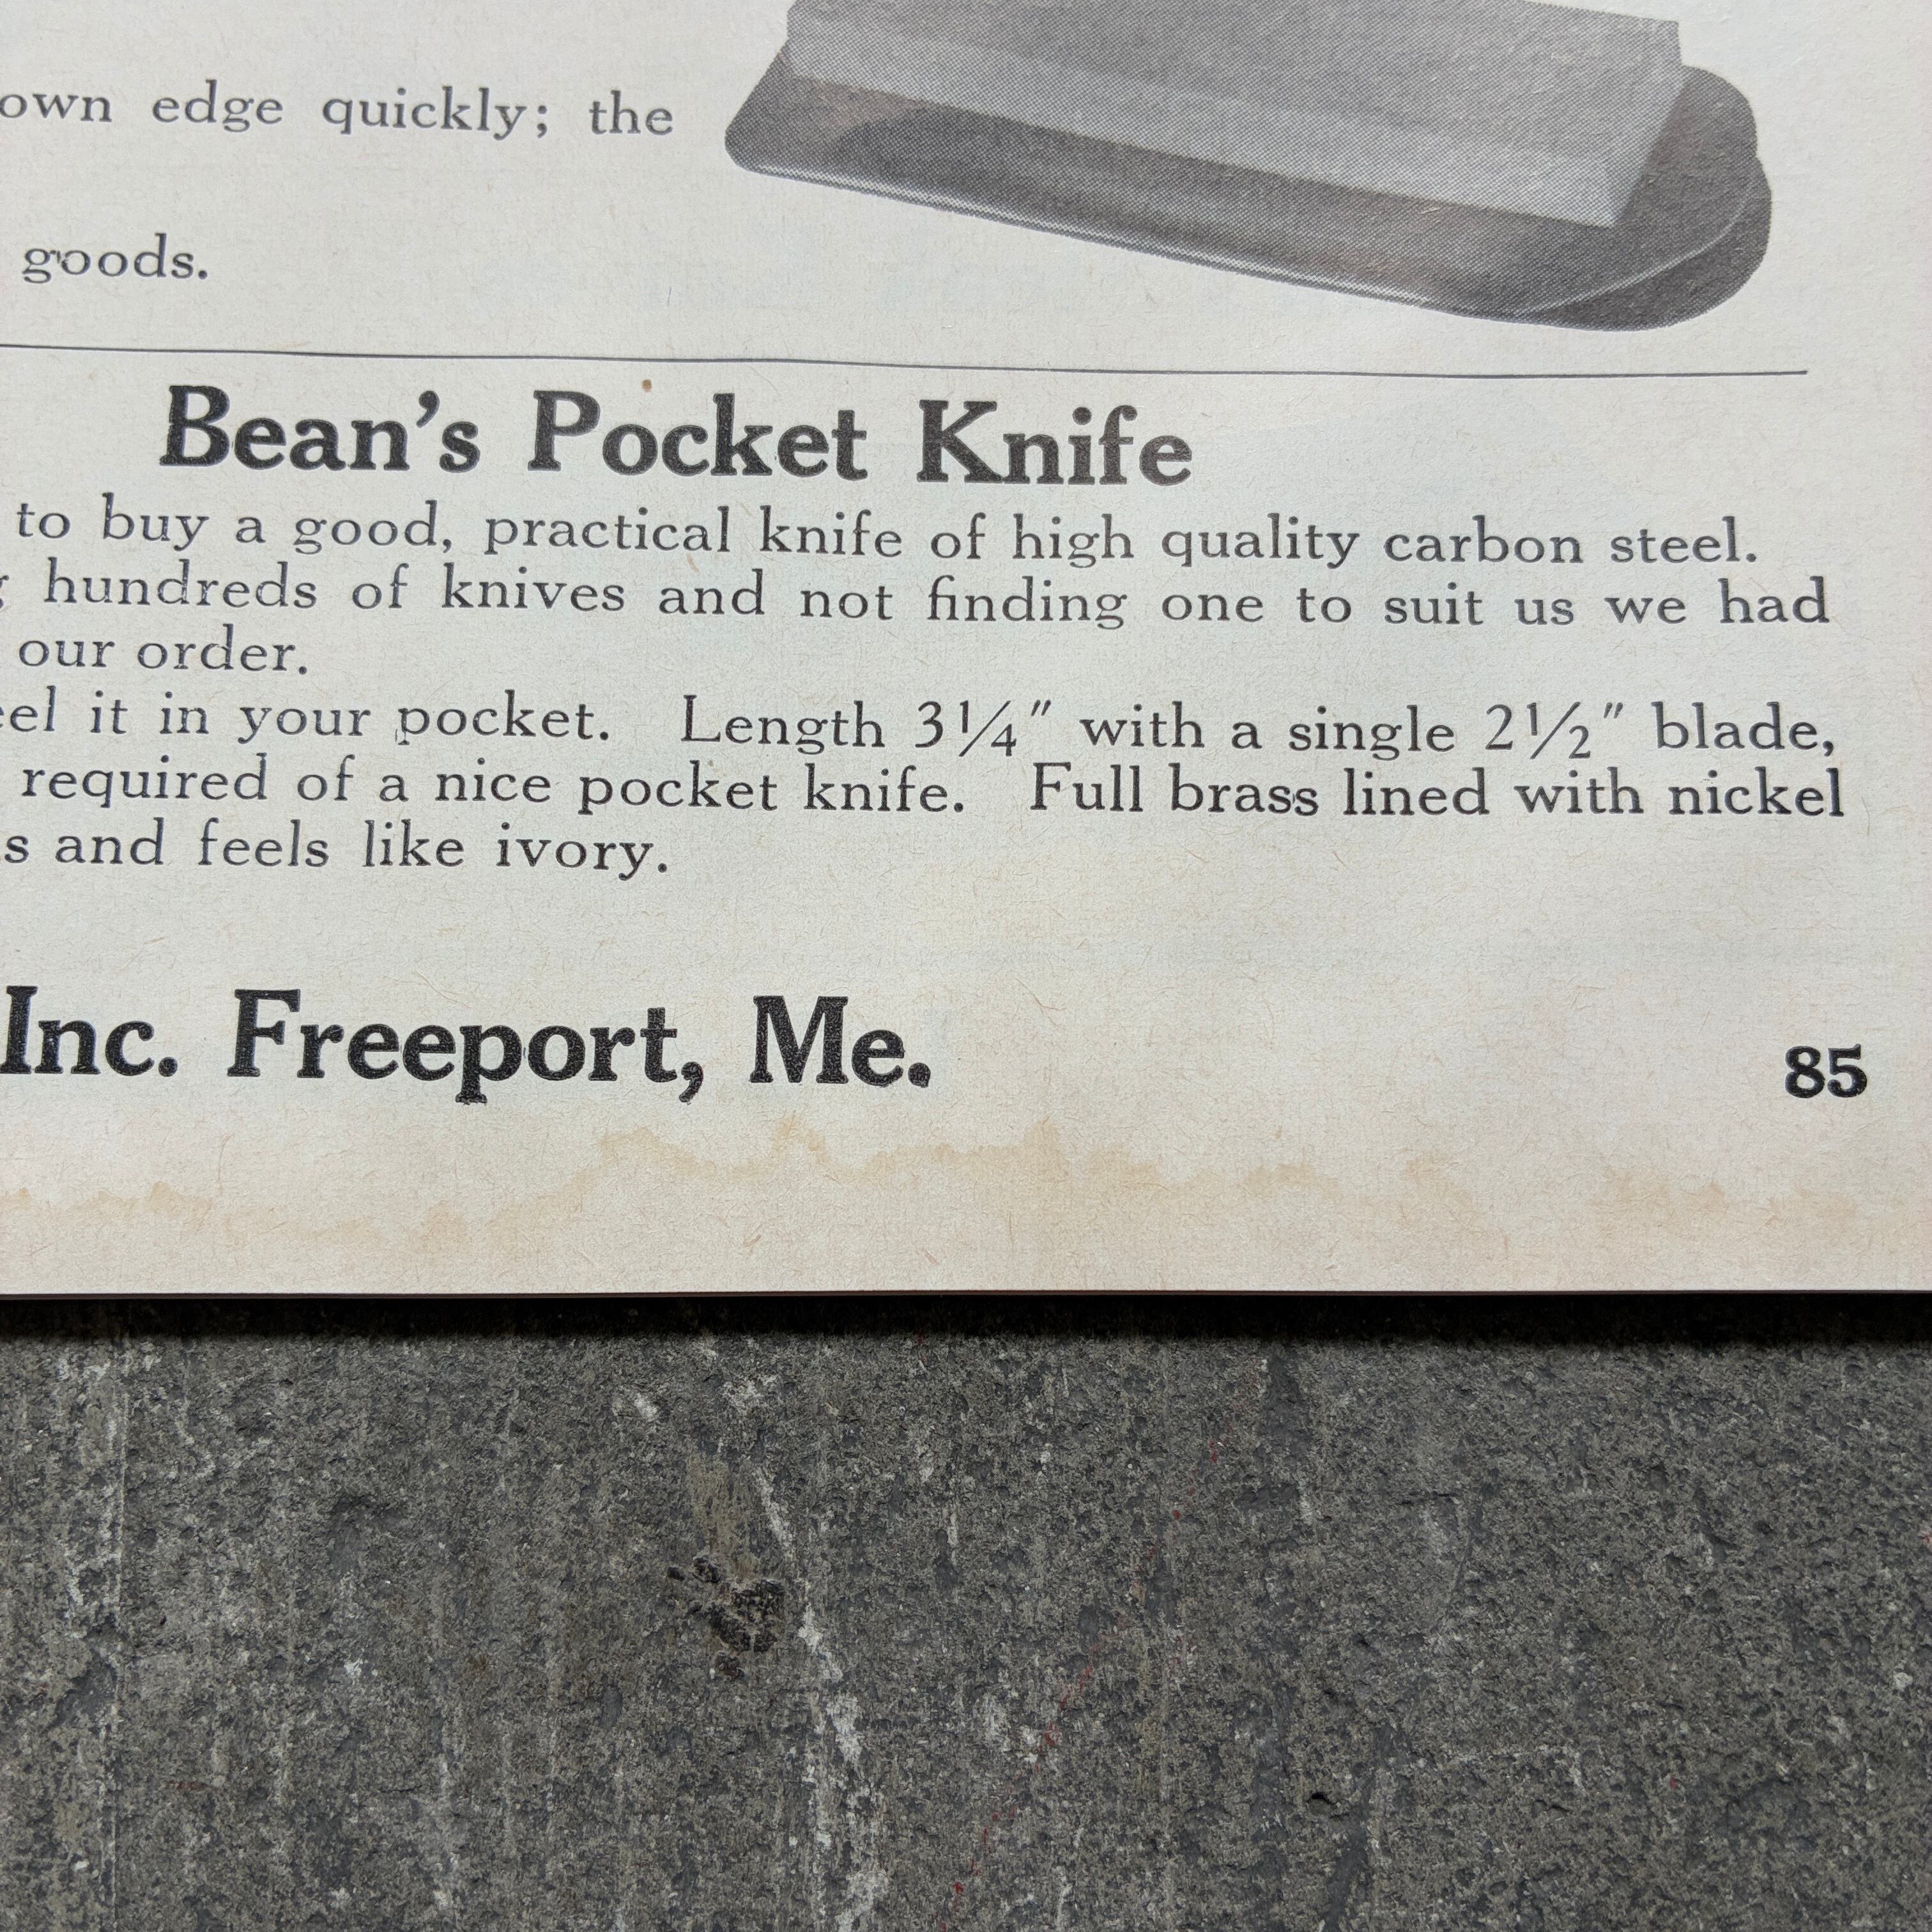 own edge quickly; the
goods.
Bean's Pocket Knife
to buy a good, practical knife of high quality carbon steel.
hundreds of knives and not finding one to suit us we had
our order.
it in your pocket. Length 3¼" with a single 2½" blade,
required of a nice pocket knife. Full brass lined with nickel
and feels like ivory.
Inc. Freeport, Me.
85